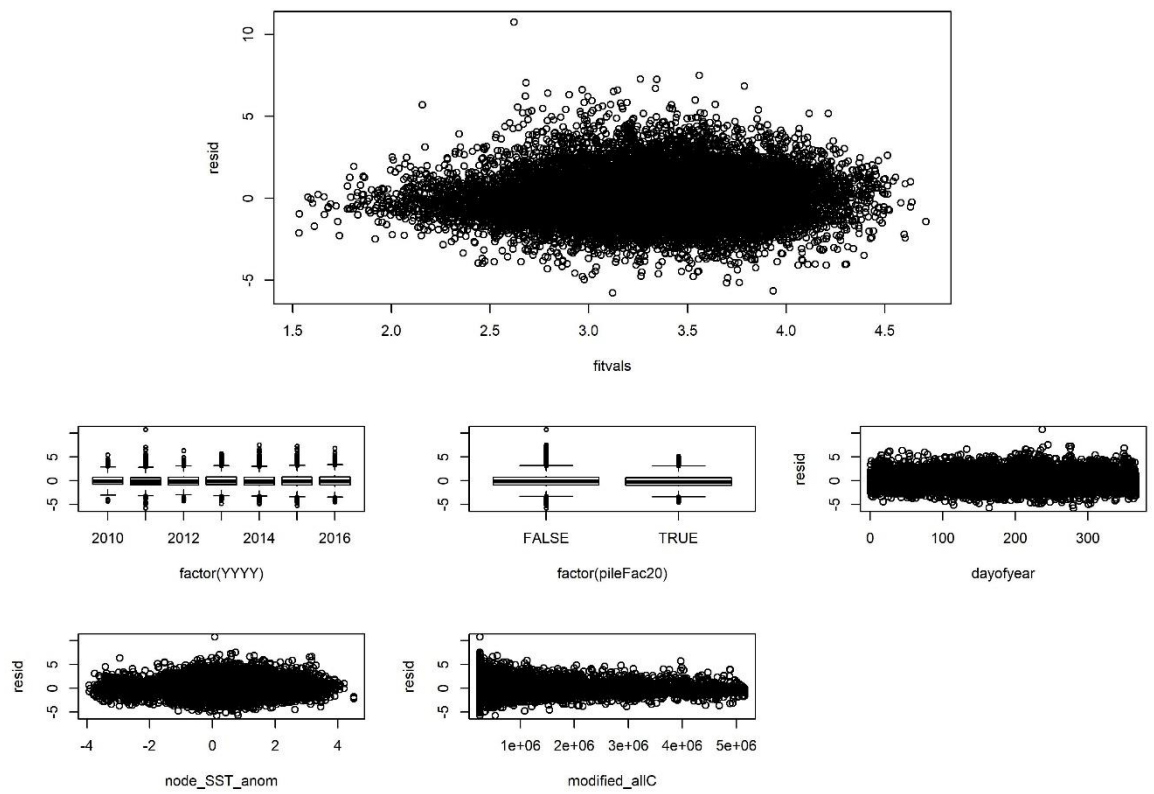 10
5
0
-5
resid
1.5 2.0 2.5 3.0 3.5 4.0 4.5
fitvals
5
0
-5
2010 2012 2014 2016
factor(YYYY)
5
0
-5
FALSE TRUE
factor(pileFac20)
resid
5
0
-5
0 100 200 300
dayofyear
resid
5
0
-5
-4 -2 0 2 4
node_SST_anom
resid
5
0
-5
1e+06 2e+06 3e+06 4e+06 5e+06
modified_allC